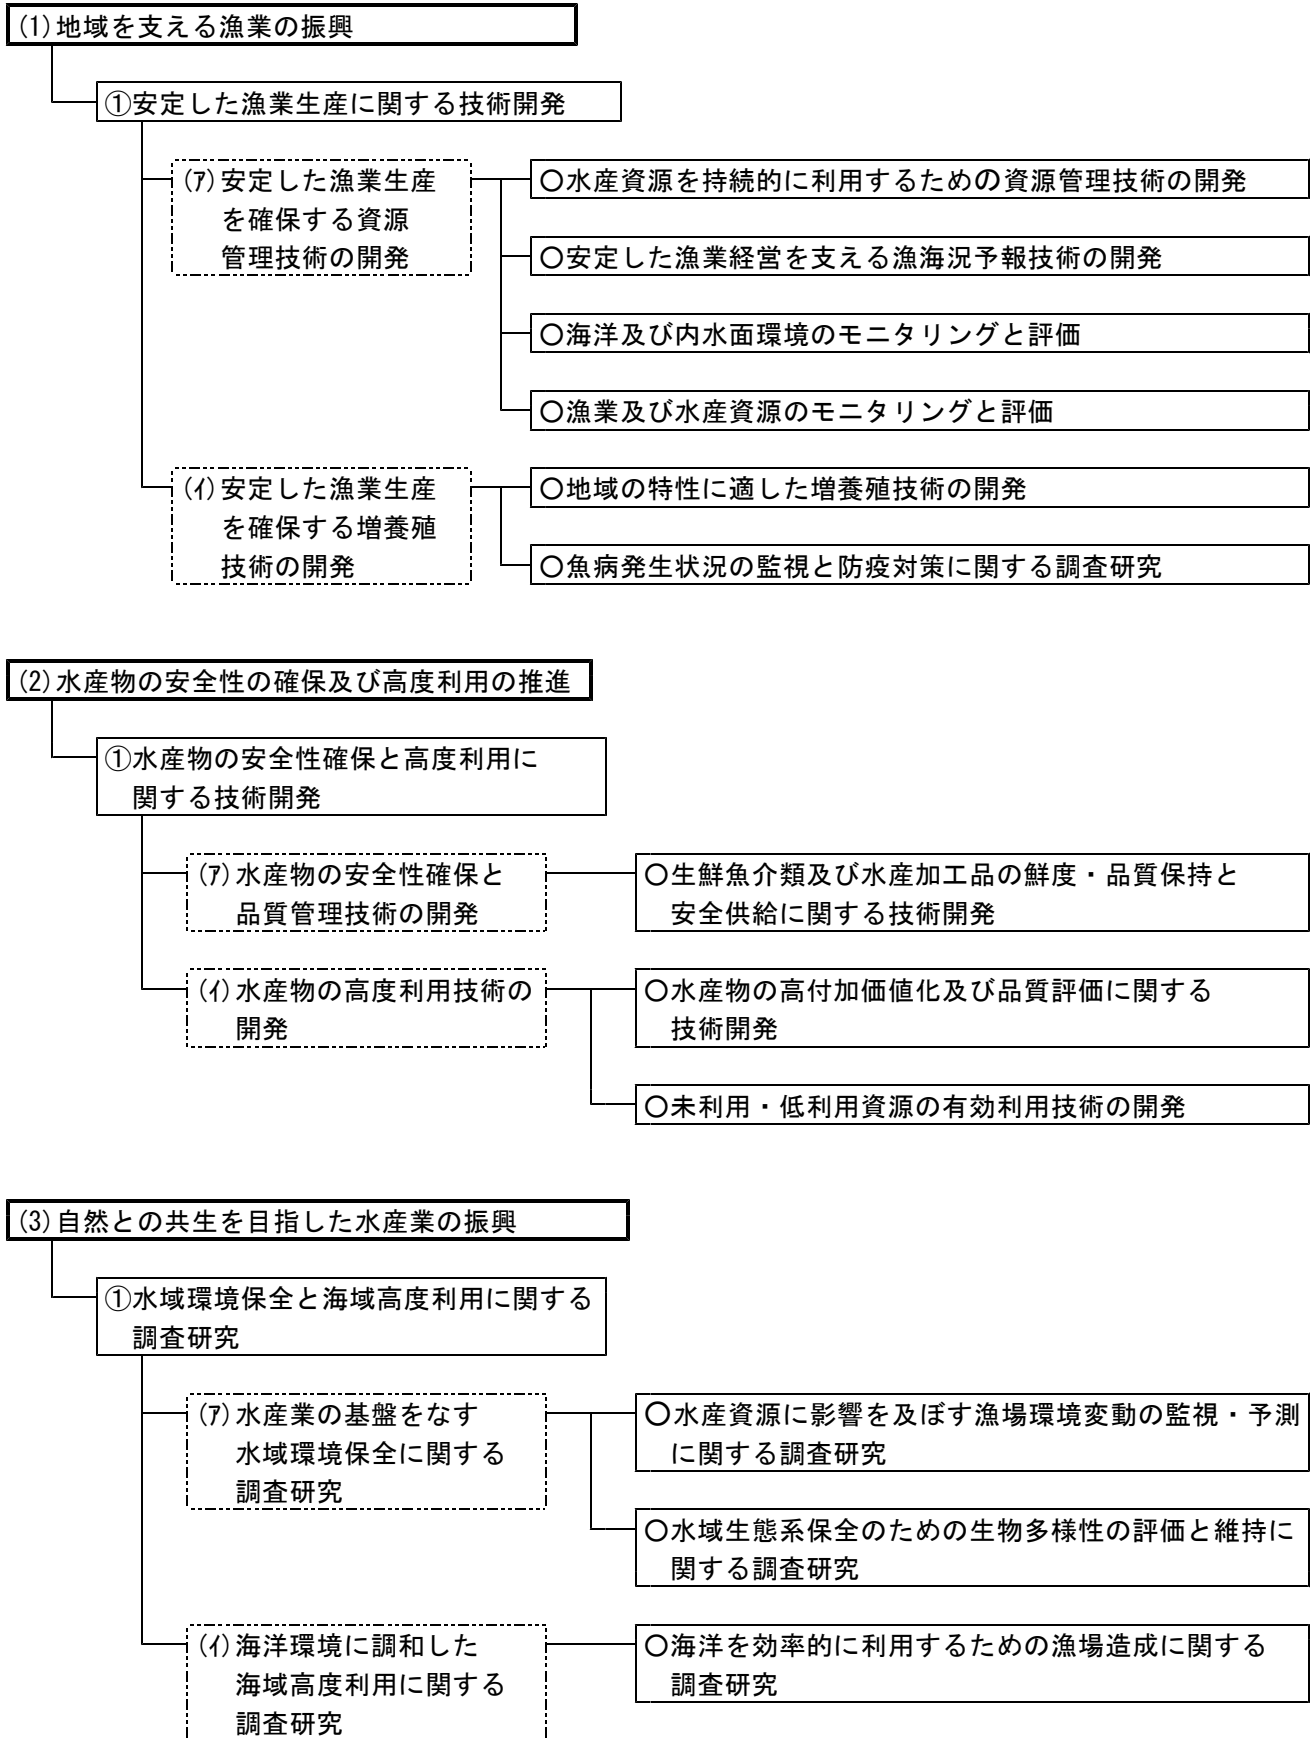 (1)地域を支える漁業の振興
①安定した漁業生産に関する技術開発
(ｱ)安定した漁業生産
を確保する資源
管理技術の開発
○水産資源を持続的に利用するための資源管理技術の開発
○安定した漁業経営を支える漁海況予報技術の開発
○海洋及び内水面環境のモニタリングと評価
○漁業及び水産資源のモニタリングと評価
(ｲ)安定した漁業生産
を確保する増養殖
技術の開発
○地域の特性に適した増養殖技術の開発
○魚病発生状況の監視と防疫対策に関する調査研究
(2)水産物の安全性の確保及び高度利用の推進
①水産物の安全性確保と高度利用に
関する技術開発
(ｱ)水産物の安全性確保と
品質管理技術の開発
○生鮮魚介類及び水産加工品の鮮度・品質保持と
安全供給に関する技術開発
(ｲ)水産物の高度利用技術の
開発
○水産物の高付加価値化及び品質評価に関する
技術開発
○未利用・低利用資源の有効利用技術の開発
(3)自然との共生を目指した水産業の振興
①水域環境保全と海域高度利用に関する
調査研究
(ｱ)水産業の基盤をなす
水域環境保全に関する
調査研究
○水産資源に影響を及ぼす漁場環境変動の監視・予測
に関する調査研究
○水域生態系保全のための生物多様性の評価と維持に
関する調査研究
(ｲ)海洋環境に調和した
海域高度利用に関する
調査研究
○海洋を効率的に利用するための漁場造成に関する
調査研究